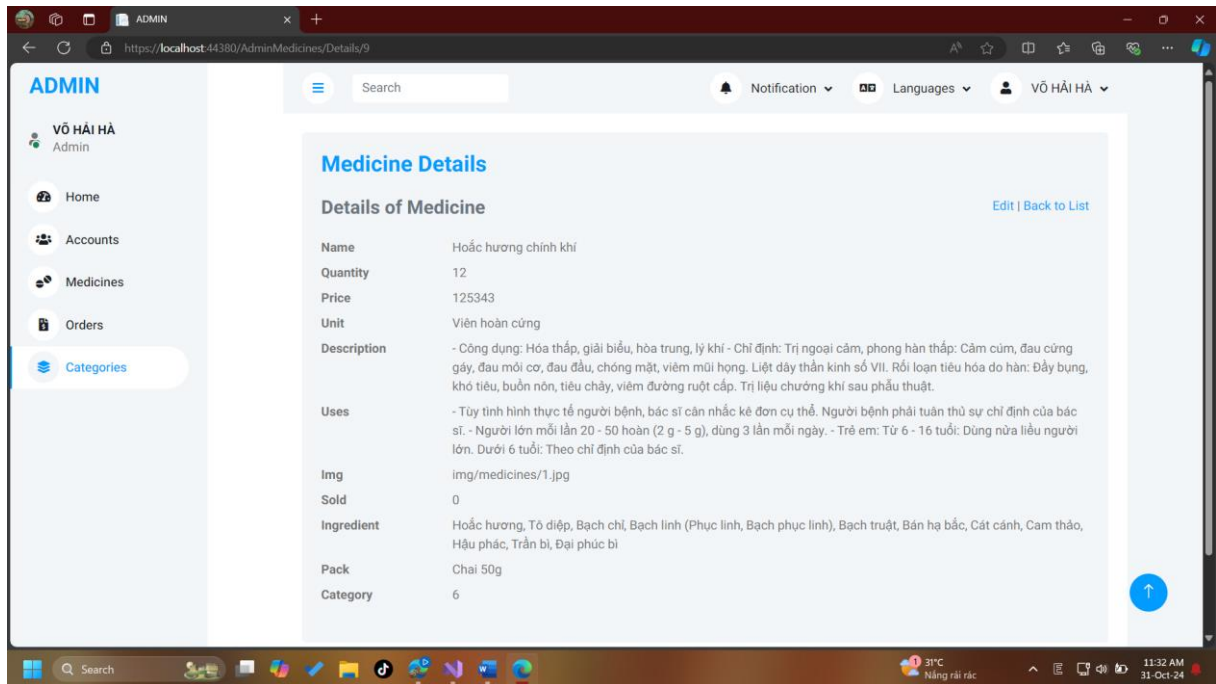 ADMIN
https://localhost:44380/AdminMedicines/Details/9
ADMIN
Search
Notification
Languages
VÕ HẢI HÀ
VÕ HẢI HÀ
Admin
Home
Accounts
Medicines
Orders
Categories
Medicine Details
Details of Medicine
Edit | Back to List
Name Hoắc hương chính khí
Quantity 12
Price 125343
Unit Viên hoàn cứng
Description - Công dụng: Hóa thấp, giải biểu, hòa trung, lý khí - Chỉ định: Trị ngoại cảm, phong hàn thấp: Cảm cúm, đau cứng
gáy, đau mỏi cơ, đau đầu, chóng mặt, viêm mũi họng. Liệt dây thần kinh số VII. Rối loạn tiêu hóa do hàn: Đầy bụng,
khó tiêu, buồn nôn, tiêu chảy, viêm đường ruột cấp. Trị liệu chướng khí sau phẫu thuật.
Uses - Tùy tình hình thực tế người bệnh, bác sĩ cân nhắc kê đơn cụ thể. Người bệnh phải tuân thủ sự chỉ định của bác
sĩ. - Người lớn mỗi lần 20 - 50 hoàn (2 g - 5 g), dùng 3 lần mỗi ngày. - Trẻ em: Từ 6 - 16 tuổi: Dùng nửa liều người
lớn. Dưới 6 tuổi: Theo chỉ định của bác sĩ.
Img img/medicines/1.jpg
Sold 0
Ingredient Hoắc hương, Tô diệp, Bạch chỉ, Bạch linh (Phục linh, Bạch phục linh), Bạch truật, Bán hạ bắc, Cát cánh, Cam thảo,
Hậu phác, Trần bì, Đại phúc bì
Pack Chai 50g
Category 6
Search
1
31°C
Nắng rải rác
E
11:32 AM
31-Oct-24